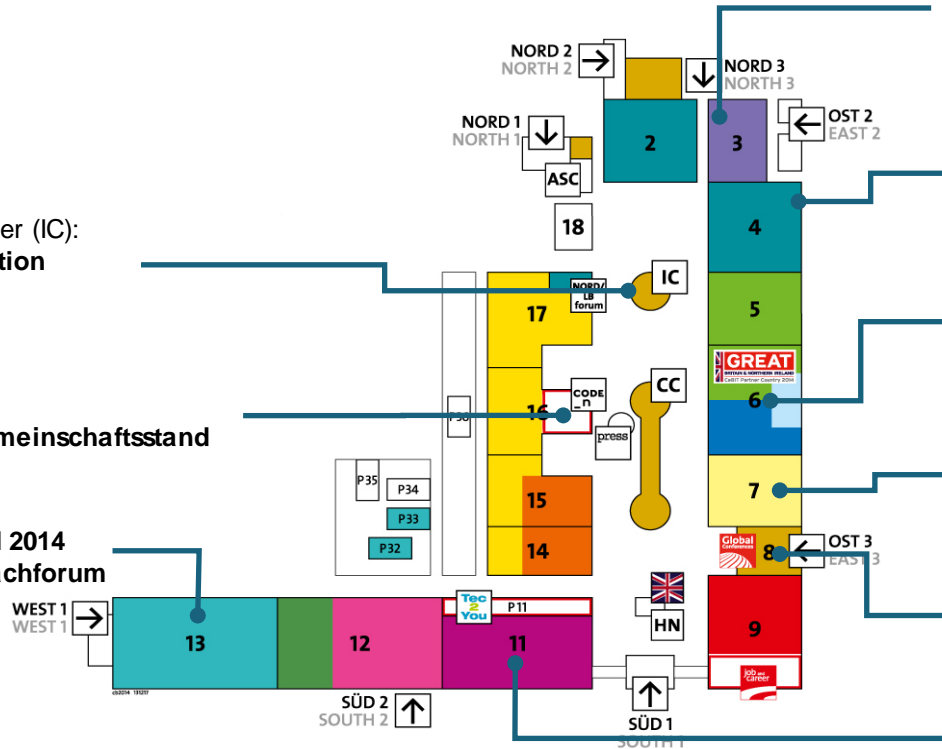 NORD 2
NORTH 2
NORD 3
NORTH 3
NORD 1
NORTH 1
OST 2
EAST 2
2
3
ASC
18
4
er (IC):
tion
IC
NORD/
LB
forum
17
5
GREAT
BRITAIN & NORTHERN IRELAND
CeBIT Partner Country 2014
6
CC
CODE
_n
16
press
meinschaftsstand
P35
P34
P33
P32
15
14
7
Global
Conferences
8
OST 3
EAST 3
l 2014
achforum
WEST 1
WEST 1
13
12
Tec
2
You
P11
11
HN
9
job and
career
cb2014 131217
SÜD 2
SOUTH 2
SÜD 1
SOUTH 1